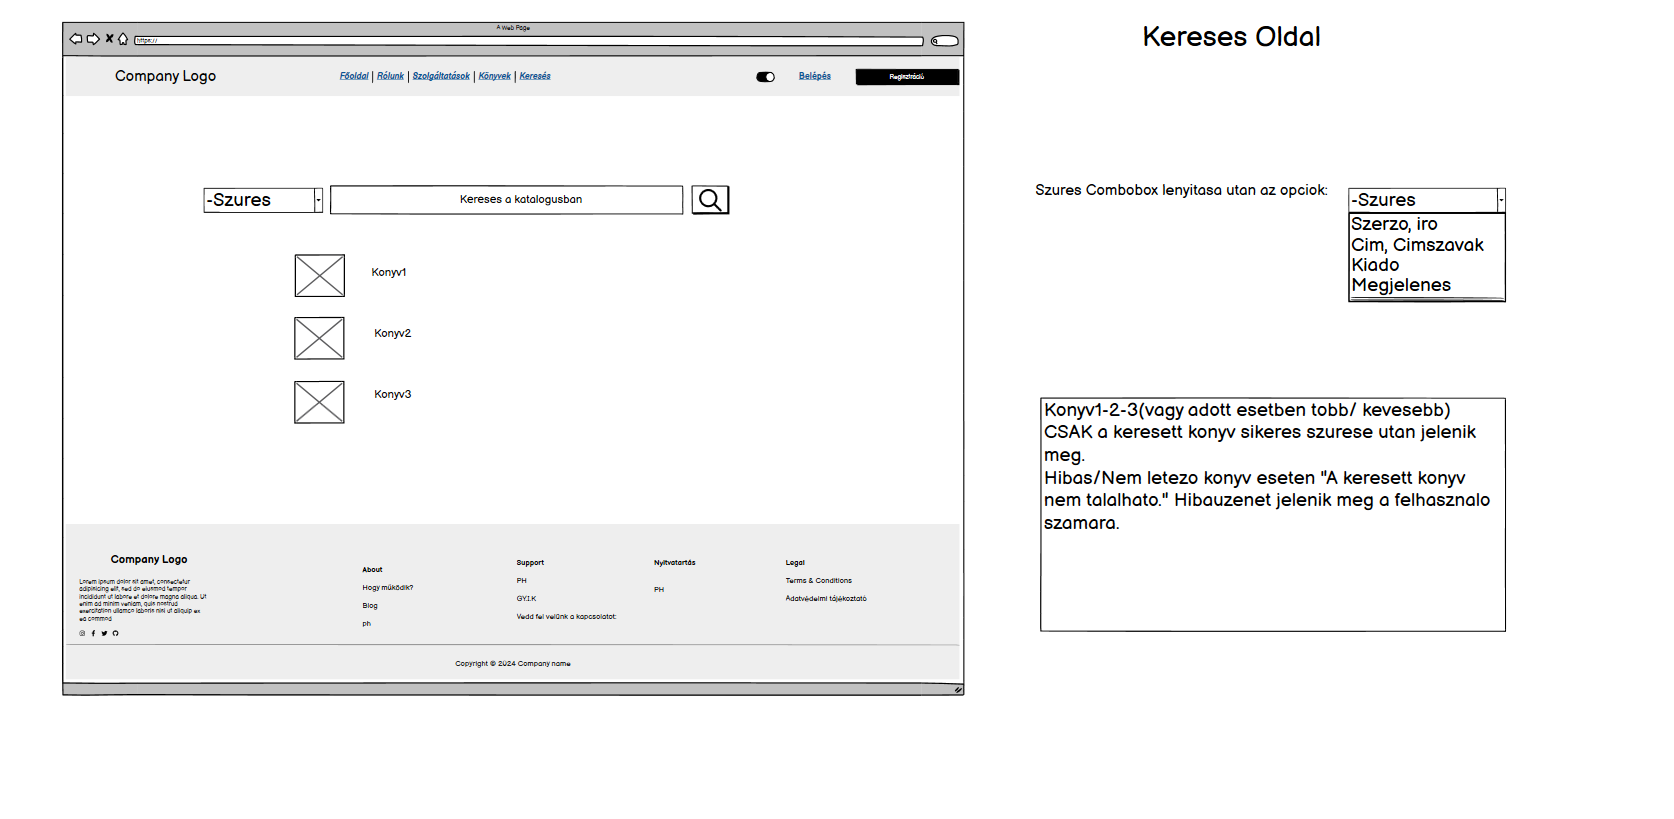 A Web Page
https://
Company Logo
Főoldal | Rólunk | Szolgáltatások | Könyvek | Keresés
Belépés
Regisztráció
-Szures
Kereses a katalogusban
Konyv1
Konyv2
Konyv3
Company Logo
Lorem ipsum dolor sit amet, consectetur
adipisicing elit, sed do eiusmod tempor
incididunt ut labore et dolore magna aliqua. Ut
enim ad minim veniam, quis nostrud
exercitation ullamco laboris nisi ut aliquip ex
ea commod
About
Hogy működik?
Blog
ph
Support
PH
GY.I.K
Vedd fel velünk a kapcsolatot:
Nyitvatartás
PH
Legal
Terms & Conditions
Adatvédelmi tájékoztató
Copyright © 2024 Company name
Kereses Oldal
Szures Combobox lenyitasa utan az opciok:
-Szures
Szerzo, iro
Cim, Cimszavak
Kiado
Megjelenes
Konyv1-2-3(vagy adott esetben tobb/ kevesebb)
CSAK a keresett konyv sikeres szurese utan jelenik
meg.
Hibas/Nem letezo konyv eseten "A keresett konyv
nem talalhato." Hibauzenet jelenik meg a felhasznalo
szamara.